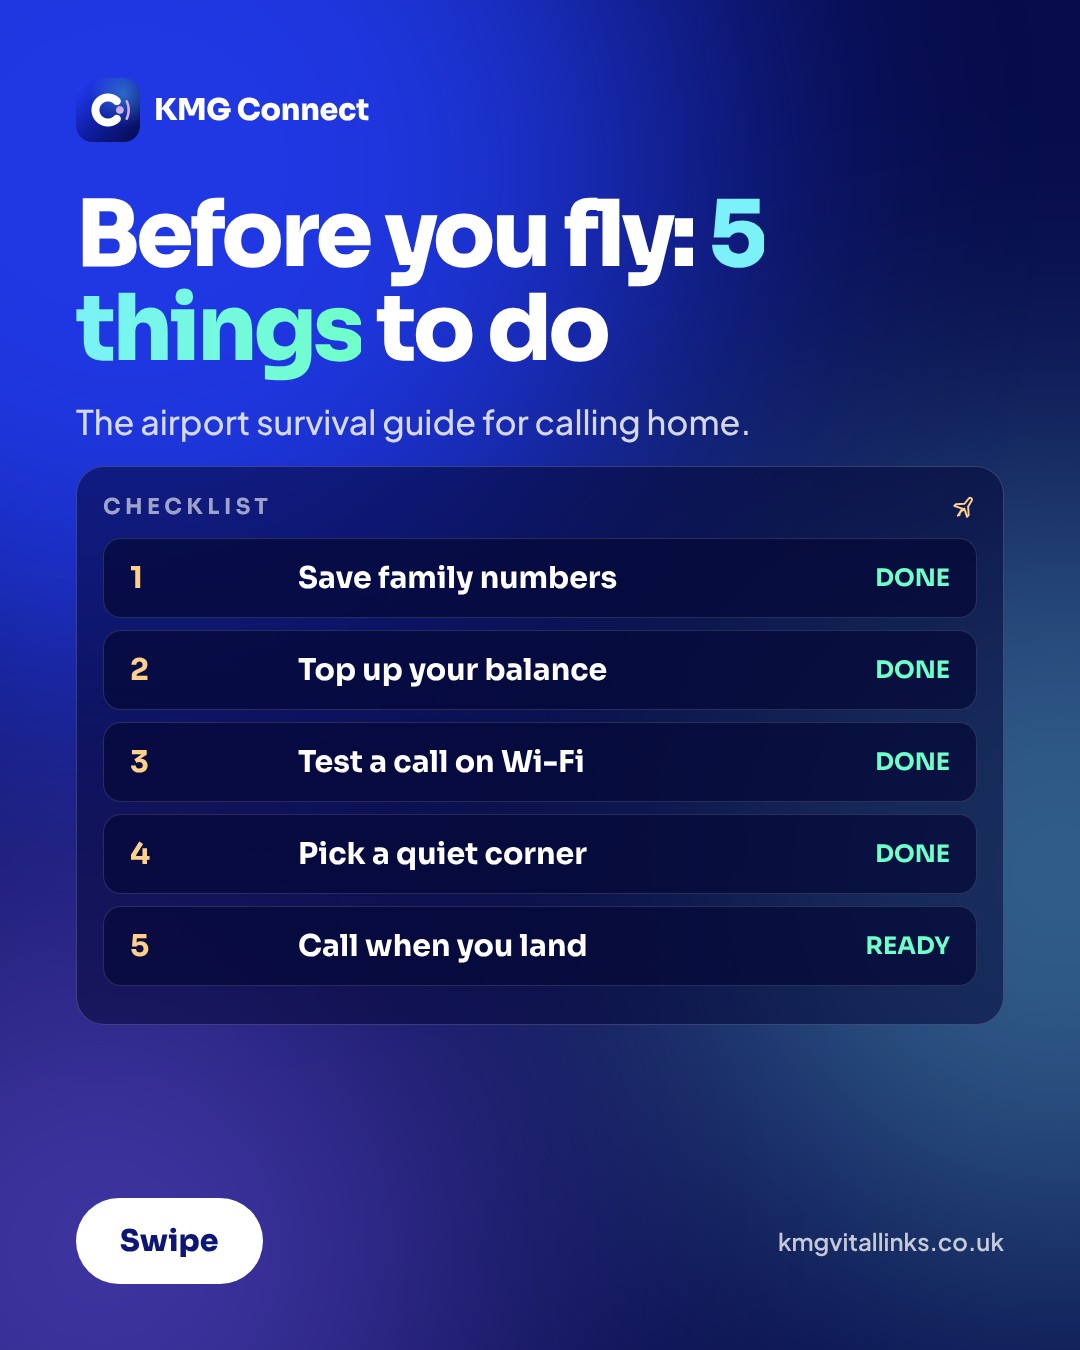 KMG Connect
Before you fly: 5
things to do
The airport survival guide for calling home.
CHECKLIST
1 Save family numbers DONE
2 Top up your balance DONE
3 Test a call on Wi-Fi DONE
4 Pick a quiet corner DONE
5 Call when you land READY
Swipe kmgvitallinks.co.uk